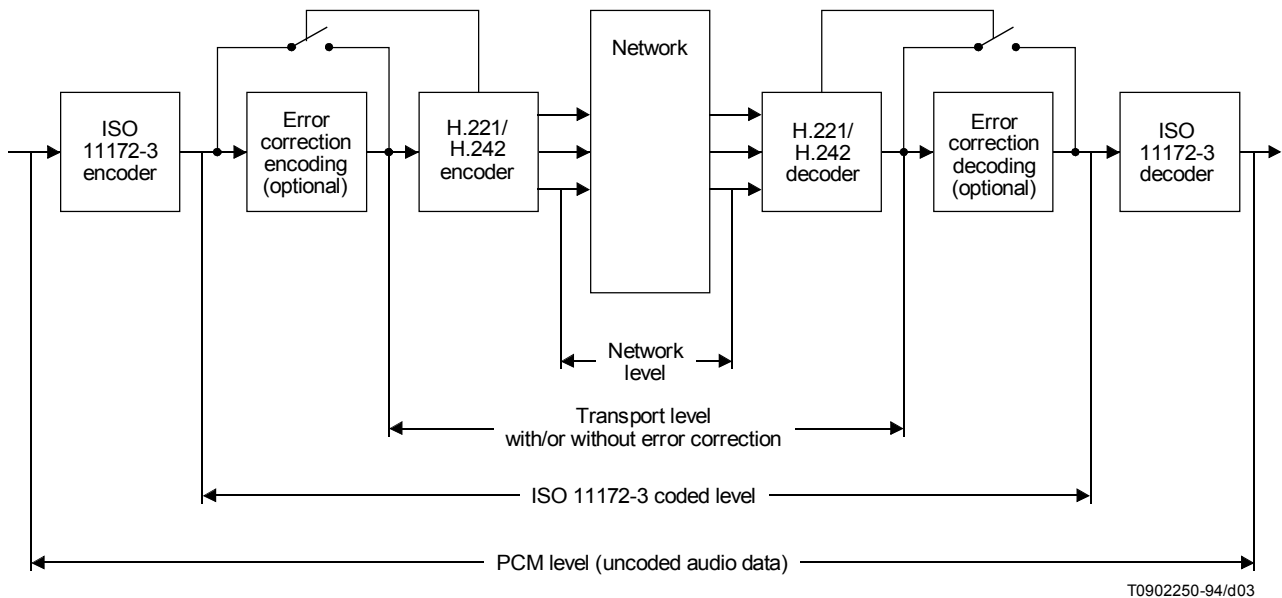 Network
ISO
11172-3
encoder
Error
correction
encoding
(optional)
H.221/
H.242
encoder
H.221/
H.242
decoder
Error
correction
decoding
(optional)
ISO
11172-3
decoder
Network
level
Transport level
with/or without error correction
ISO 11172-3 coded level
PCM level (uncoded audio data)
T0902250-94/d03